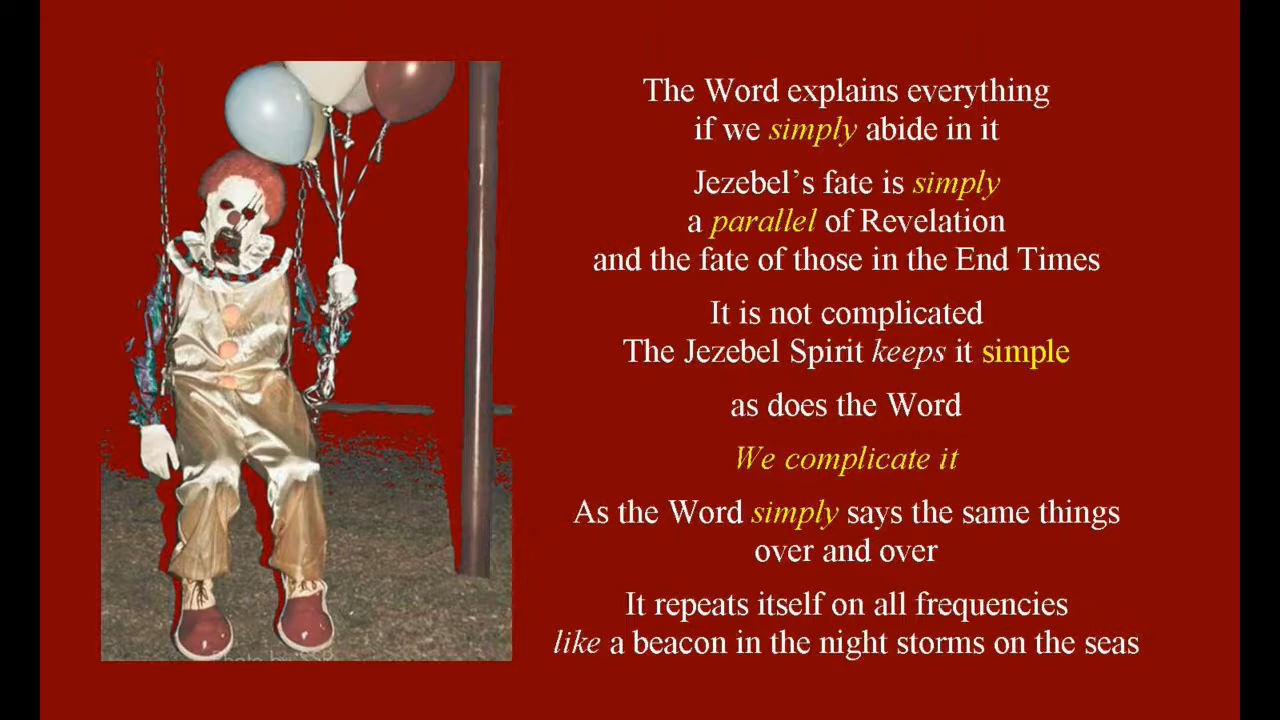 The Word explains everything
if we simply abide in it
Jezebel's fate is simply
a parallel of Revelation
and the fate of those in the End Times
It is not complicated
The Jezebel Spirit keeps it simple
as does the Word
We complicate it
As the Word simply says the same things
over and over
It repeats itself on all frequencies
like a beacon in the night storms on the seas